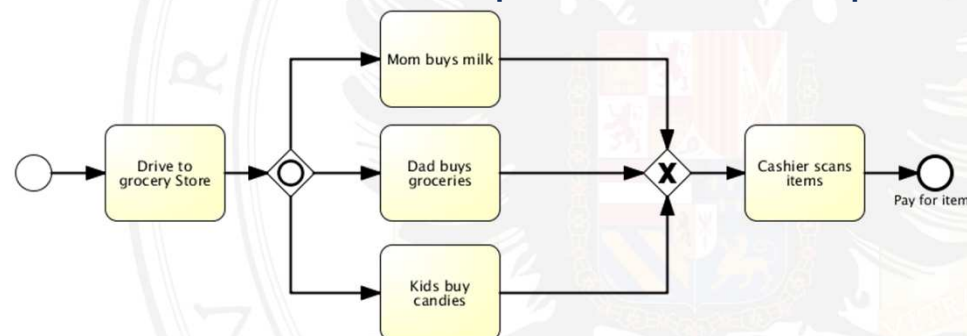 Mom buys milk
Drive to
grocery Store
Dad buys
groceries
X
Cashier scans
items
Pay for item
Kids buy
candies
R